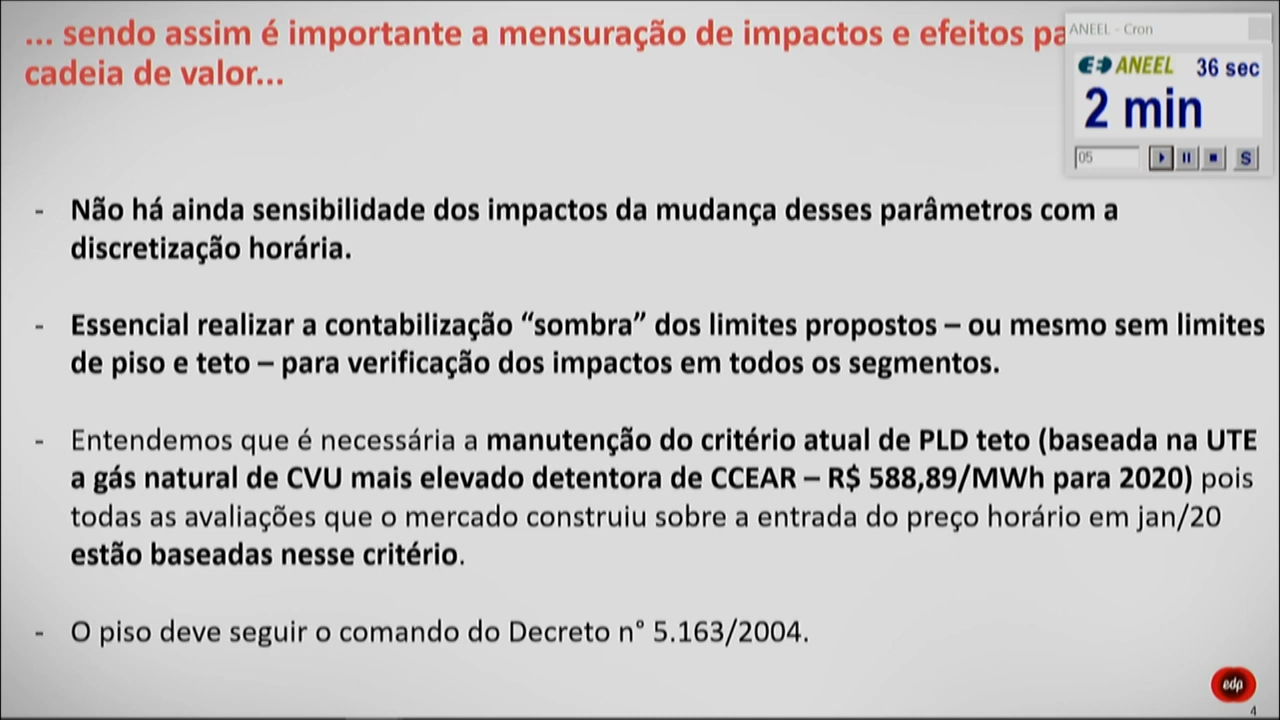 ... sendo assim é importante a mensuração de impactos e efeitos pa
cadeia de valor...
ANEEL - Cron
ANEEL 36 sec
2 min
05
S
- Não há ainda sensibilidade dos impactos da mudança desses parâmetros com a
discretização horária.
- Essencial realizar a contabilização “sombra” dos limites propostos – ou mesmo sem limites
de piso e teto – para verificação dos impactos em todos os segmentos.
- Entendemos que é necessária a manutenção do critério atual de PLD teto (baseada na UTE
a gás natural de CVU mais elevado detentora de CCEAR – R$ 588,89/MWh para 2020) pois
todas as avaliações que o mercado construiu sobre a entrada do preço horário em jan/20
estão baseadas nesse critério.
- O piso deve seguir o comando do Decreto n° 5.163/2004.
edp
4